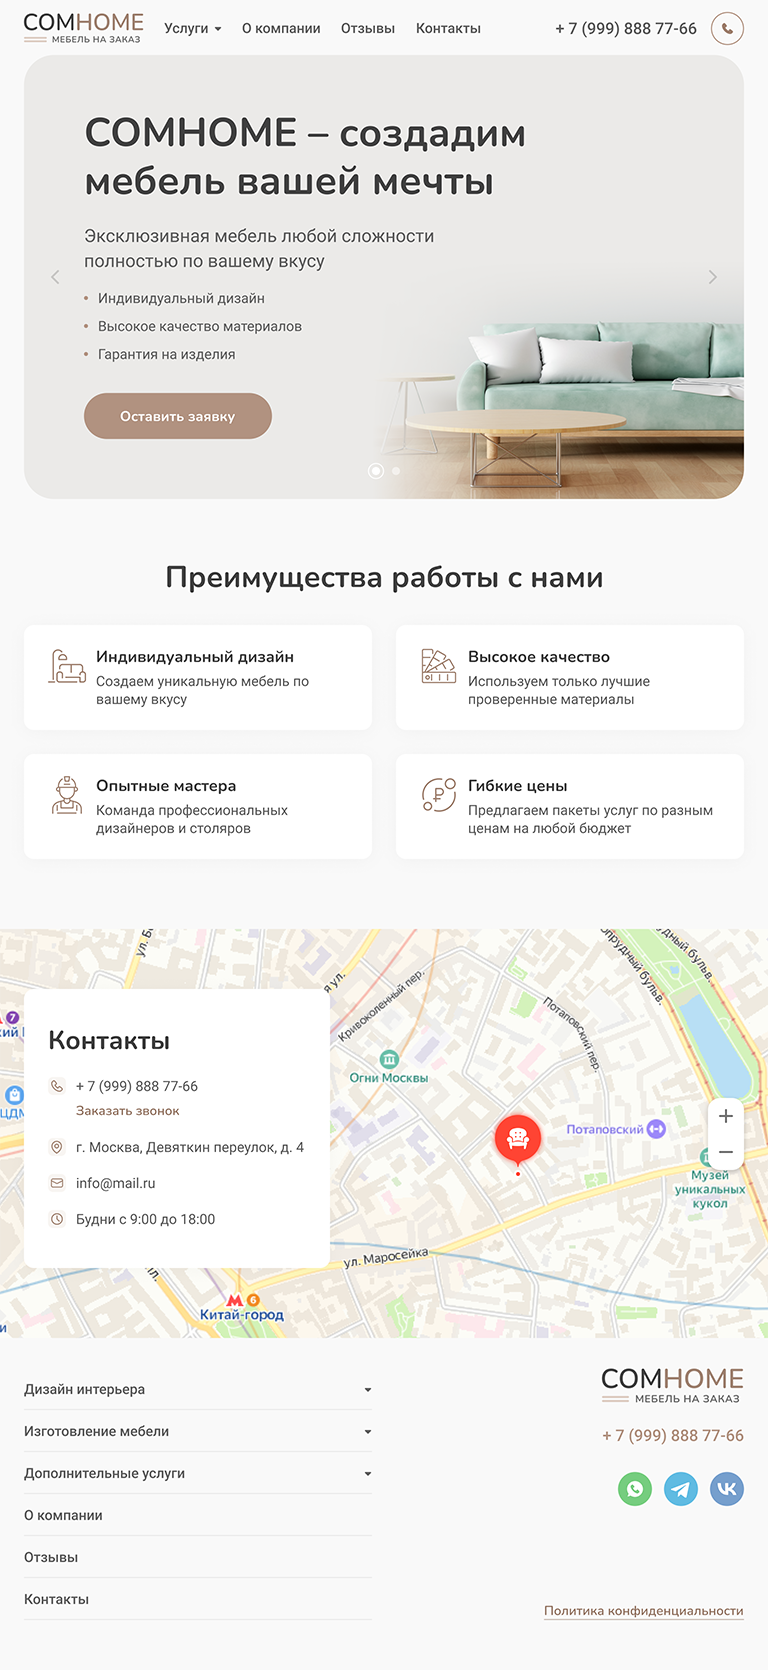 COMHOME
МЕБЕЛЬ НА ЗАКАЗ
Услуги
О компании
Отзывы
Контакты
+ 7 (999) 888 77-66
COMHOME – создадим
мебель вашей мечты
Эксклюзивная мебель любой сложности
полностью по вашему вкусу
Индивидуальный дизайн
Высокое качество материалов
Гарантия на изделия
Оставить заявку
Преимущества работы с нами
Индивидуальный дизайн
Создаем уникальную мебель по
вашему вкусу
Высокое качество
Используем только лучшие
проверенные материалы
Опытные мастера
Команда профессиональных
дизайнеров и столяров
Гибкие цены
Предлагаем пакеты услуг по разным
ценам на любой бюджет
Контакты
+ 7 (999) 888 77-66
Заказать звонок
г. Москва, Девяткин переулок, д. 4
info@mail.ru
Будни с 9:00 до 18:00
7
ЦДМ
Кривоколенный пер.
Потаповский пер.
Огни Москвы
Потаповский
Музей
уникальных
кукол
ул. Маросейка
6
Китай-город
Дизайн интерьера
Изготовление мебели
Дополнительные услуги
О компании
Отзывы
Контакты
COMHOME
МЕБЕЛЬ НА ЗАКАЗ
+ 7 (999) 888 77-66
Политика конфиденциальности